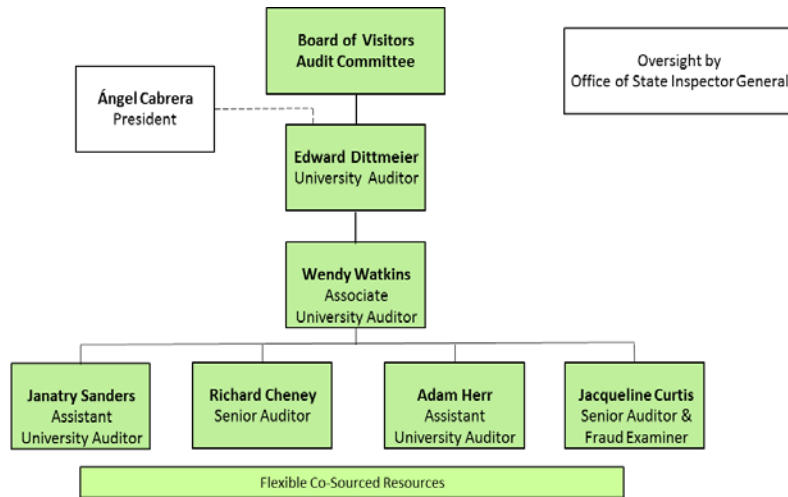 Board of Visitors
Audit Committee
Oversight by
Office of State Inspector General
Ángel Cabrera
President
Edward Dittmeier
University Auditor
Wendy Watkins
Associate
University Auditor
Janatry Sanders
Assistant
University Auditor
Richard Cheney
Senior Auditor
Adam Herr
Assistant
University Auditor
Jacqueline Curtis
Senior Auditor &
Fraud Examiner
Flexible Co-Sourced Resources